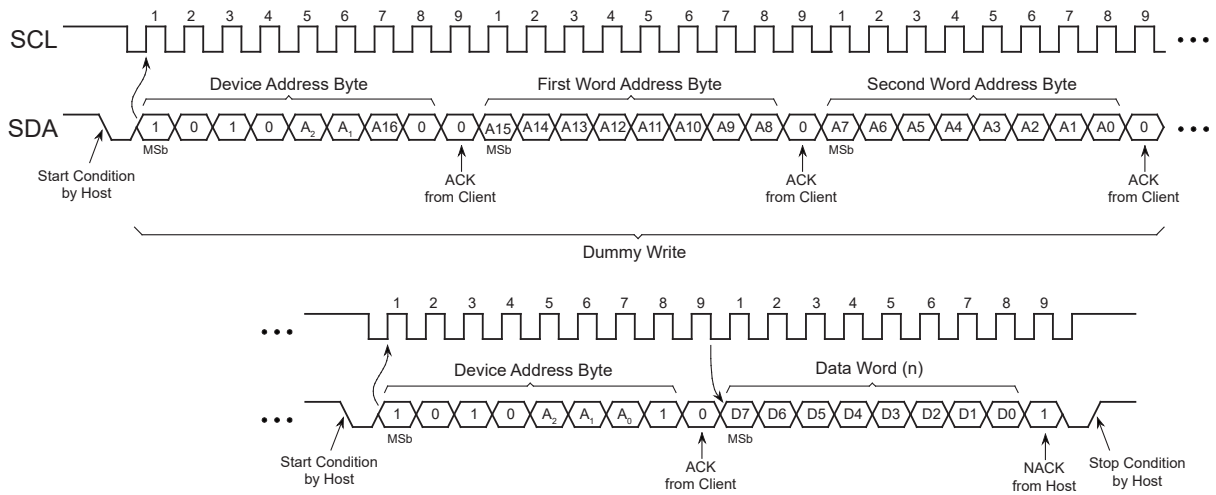 SCL 1 2 3 4 5 6 7 8 9 1 2 3 4 5 6 7 8 9 1 2 3 4 5 6 7 8 9 •••
Device Address Byte First Word Address Byte Second Word Address Byte
SDA 1 0 1 0 A2 A1 A16 0 0 A15 A14 A13 A12 A11 A10 A9 A8 0 A7 A6 A5 A4 A3 A2 A1 A0 0 •••
MSb MSb MSb
Start Condition
by Host
ACK
from Client
ACK
from Client
ACK
from Client
Dummy Write
1 2 3 4 5 6 7 8 9 1 2 3 4 5 6 7 8 9
•••
Device Address Byte Data Word (n)
••• 1 0 1 0 A2 A1 A0 1 0 D7 D6 D5 D4 D3 D2 D1 D0 1
MSb MSb
Start Condition
by Host
ACK
from Client
NACK
from Host
Stop Condition
by Host